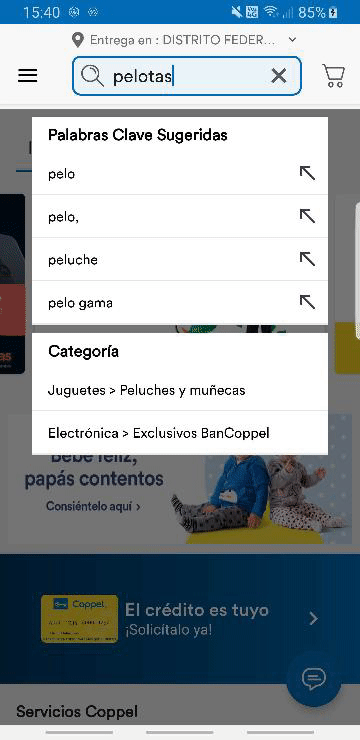 15:40
85%
Entrega en : DISTRITO FEDER...
pelotas
Palabras Clave Sugeridas
pelo
pelo,
peluche
pelo gama
Categoría
Juguetes > Peluches y muñecas
Electrónica > Exclusivos BanCoppel
Bebé feliz,
papás contentos
Consiéntelo aquí >
Coppel
El crédito es tuyo
¡Solicítalo ya!
Servicios Coppel